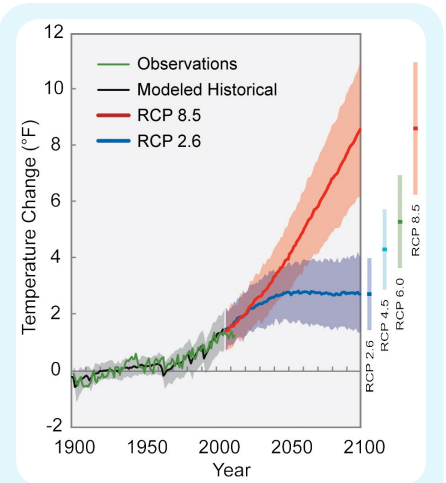 12
10
8
6
4
2
0
-2
Temperature Change (°F)
Observations
Modeled Historical
RCP 8.5
RCP 2.6
1900 1950 2000 2050 2100
Year
RCP 2.6
RCP 4.5
RCP 6.0
RCP 8.5